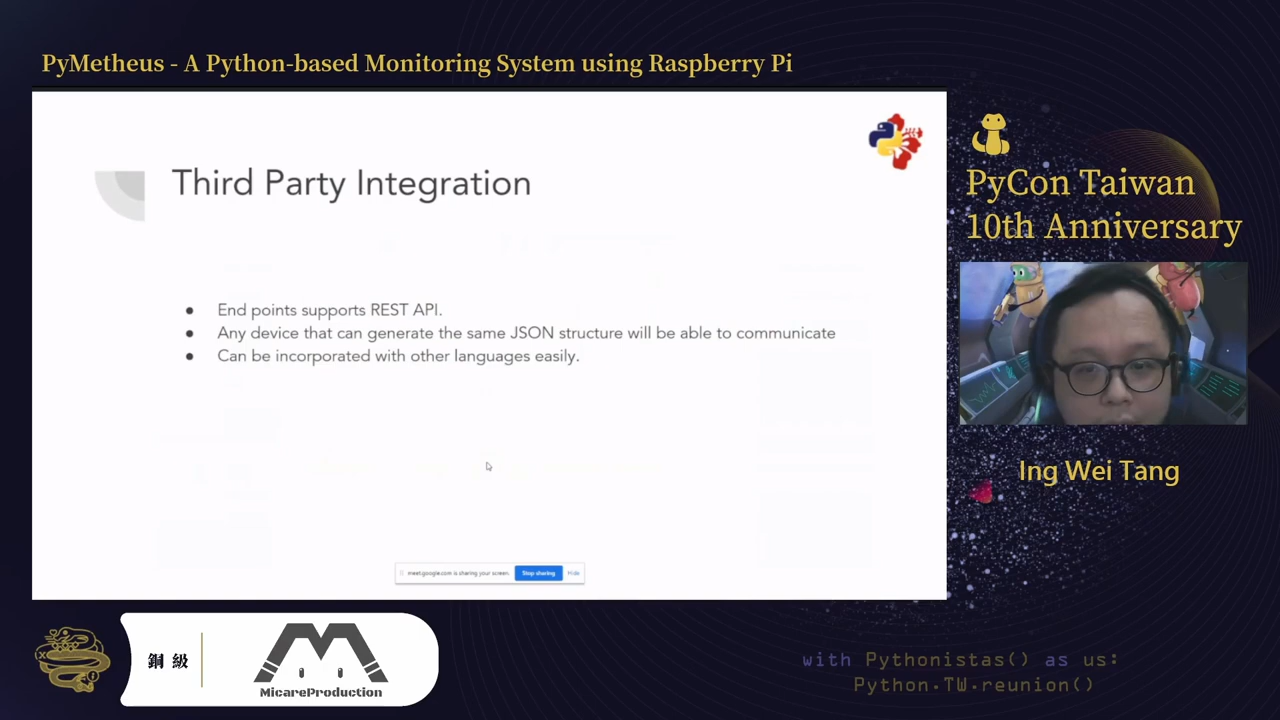 PyMetheus - A Python-based Monitoring System using Raspberry Pi
Third Party Integration
● End points supports REST API.
● Any device that can generate the same JSON structure will be able to communicate
● Can be incorporated with other languages easily.
meet.google.com is sharing your screen.
Stop sharing
Hide
PyCon Taiwan
10th Anniversary
Ing Wei Tang
銅級
MicareProduction
with Pythonistas() as us:
Python.TW.reunion()